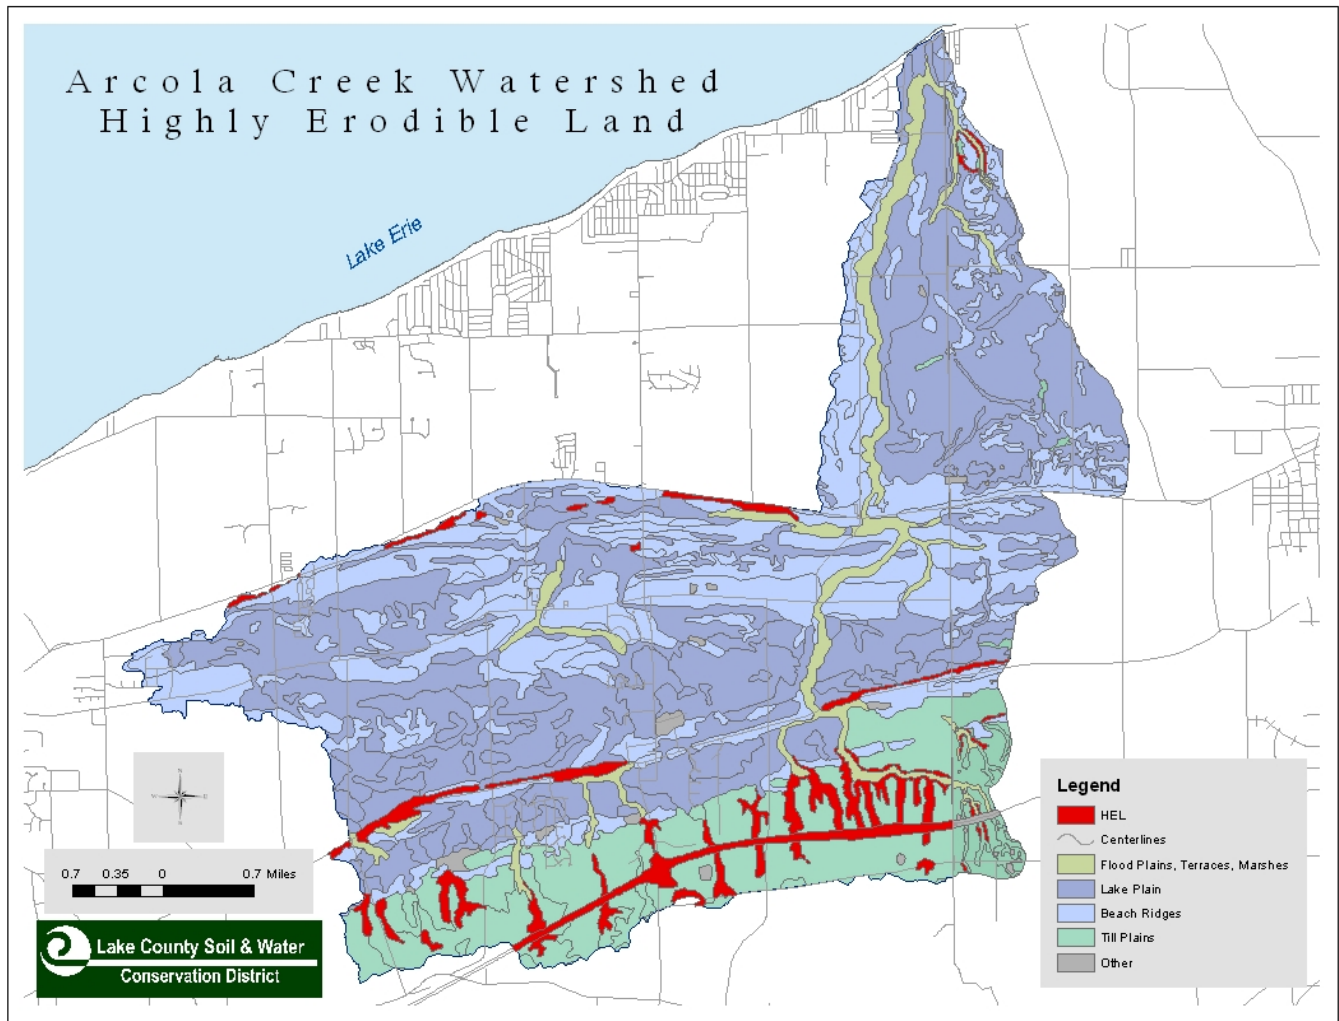 Arcola Creek Watershed
Highly Erodible Land
Lake Erie
Legend
HEL
Centerlines
Flood Plains, Terraces, Marshes
Lake Plain
Beach Ridges
Till Plains
Other
0.7 0.35 0 0.7 Miles
Lake County Soil & Water
Conservation District